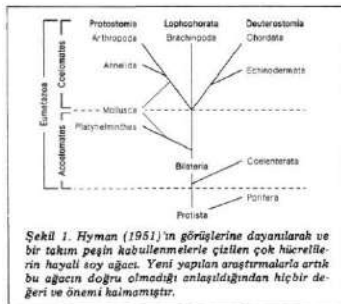 Protostomia Lophophorata Deuterostomia
Arthropoda Brachiopoda Chordata
Annelida
Echinodermata
Eumetazoa
Coelomates
Mollusca
Platyhelminthes
Acoelomates
Bilateria
Coelenterata
Porifera
Protista
Şekil 1. Hyman (1951)'ın görüşlerine dayanılarak ve
bir takım peşin kabullenmelerle çizilen çok hücrelile-
rin hayali soy ağacı. Yeni yapılan araştırmalarla artık
bu ağacın doğru olmadığı anlaşıldığından hiçbir de-
ğeri ve önemi kalmamıştır.